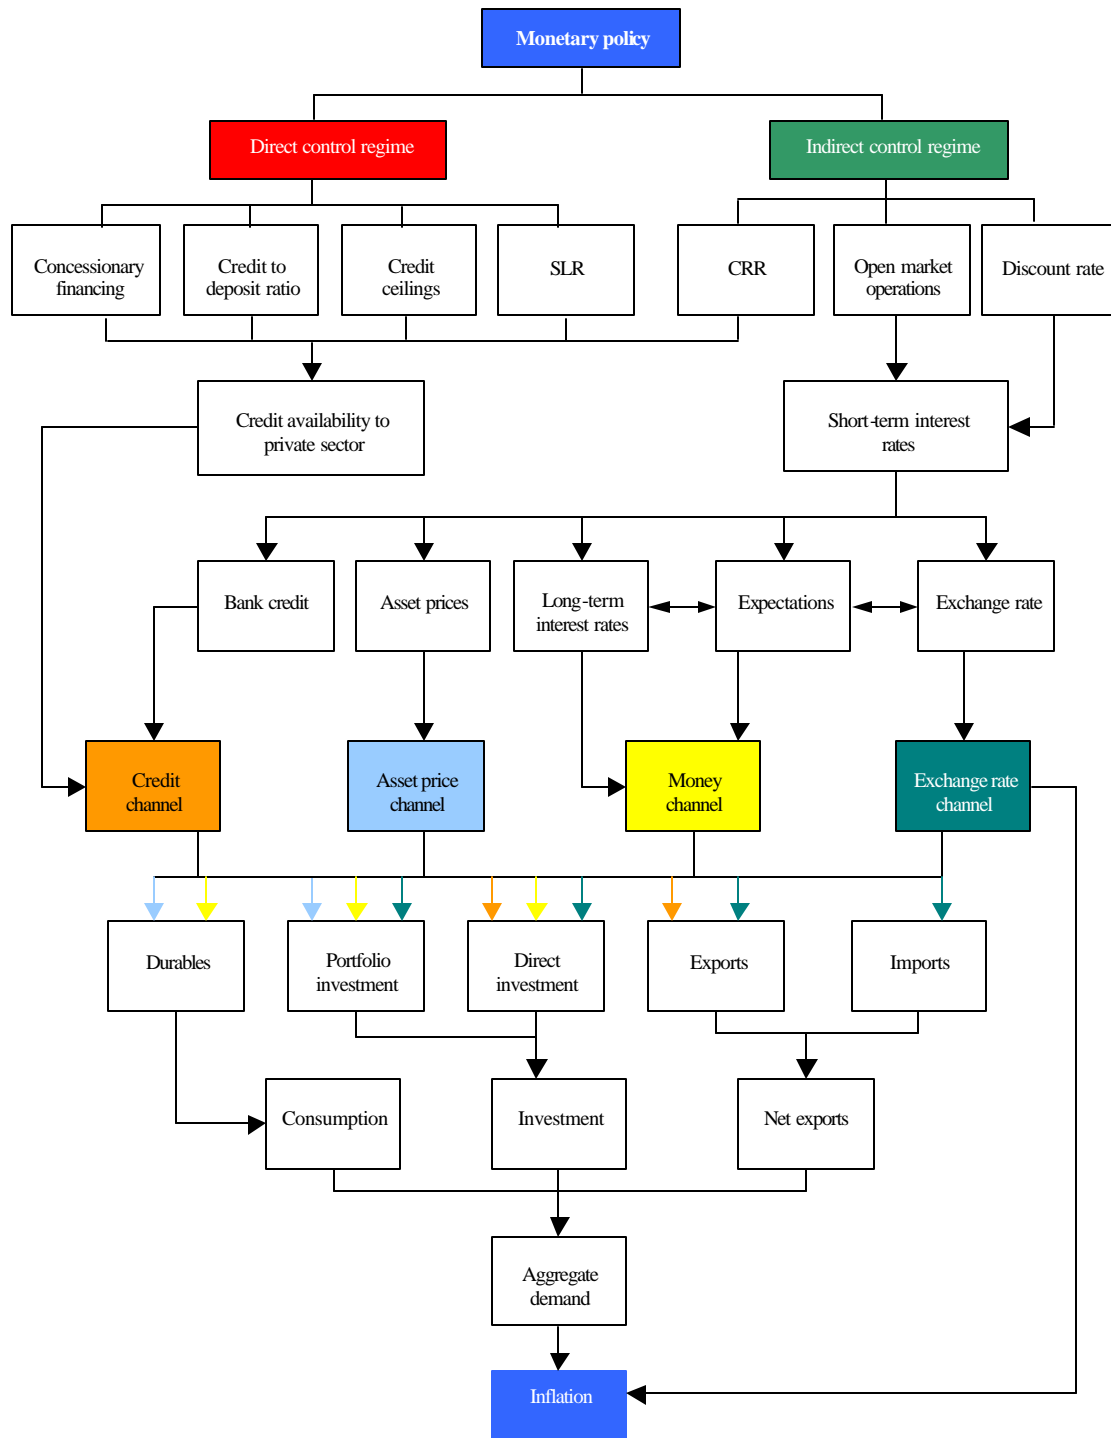 Monetary policy
Direct control regime
Indirect control regime
Concessionary
financing
Credit to
deposit ratio
Credit
ceilings
SLR
CRR
Open market
operations
Discount rate
Credit availability to
private sector
Short-term interest
rates
Bank credit
Asset prices
Long-term
interest rates
Expectations
Exchange rate
Credit
channel
Asset price
channel
Money
channel
Exchange rate
channel
Durables
Portfolio
investment
Direct
investment
Exports
Imports
Consumption
Investment
Net exports
Aggregate
demand
Inflation